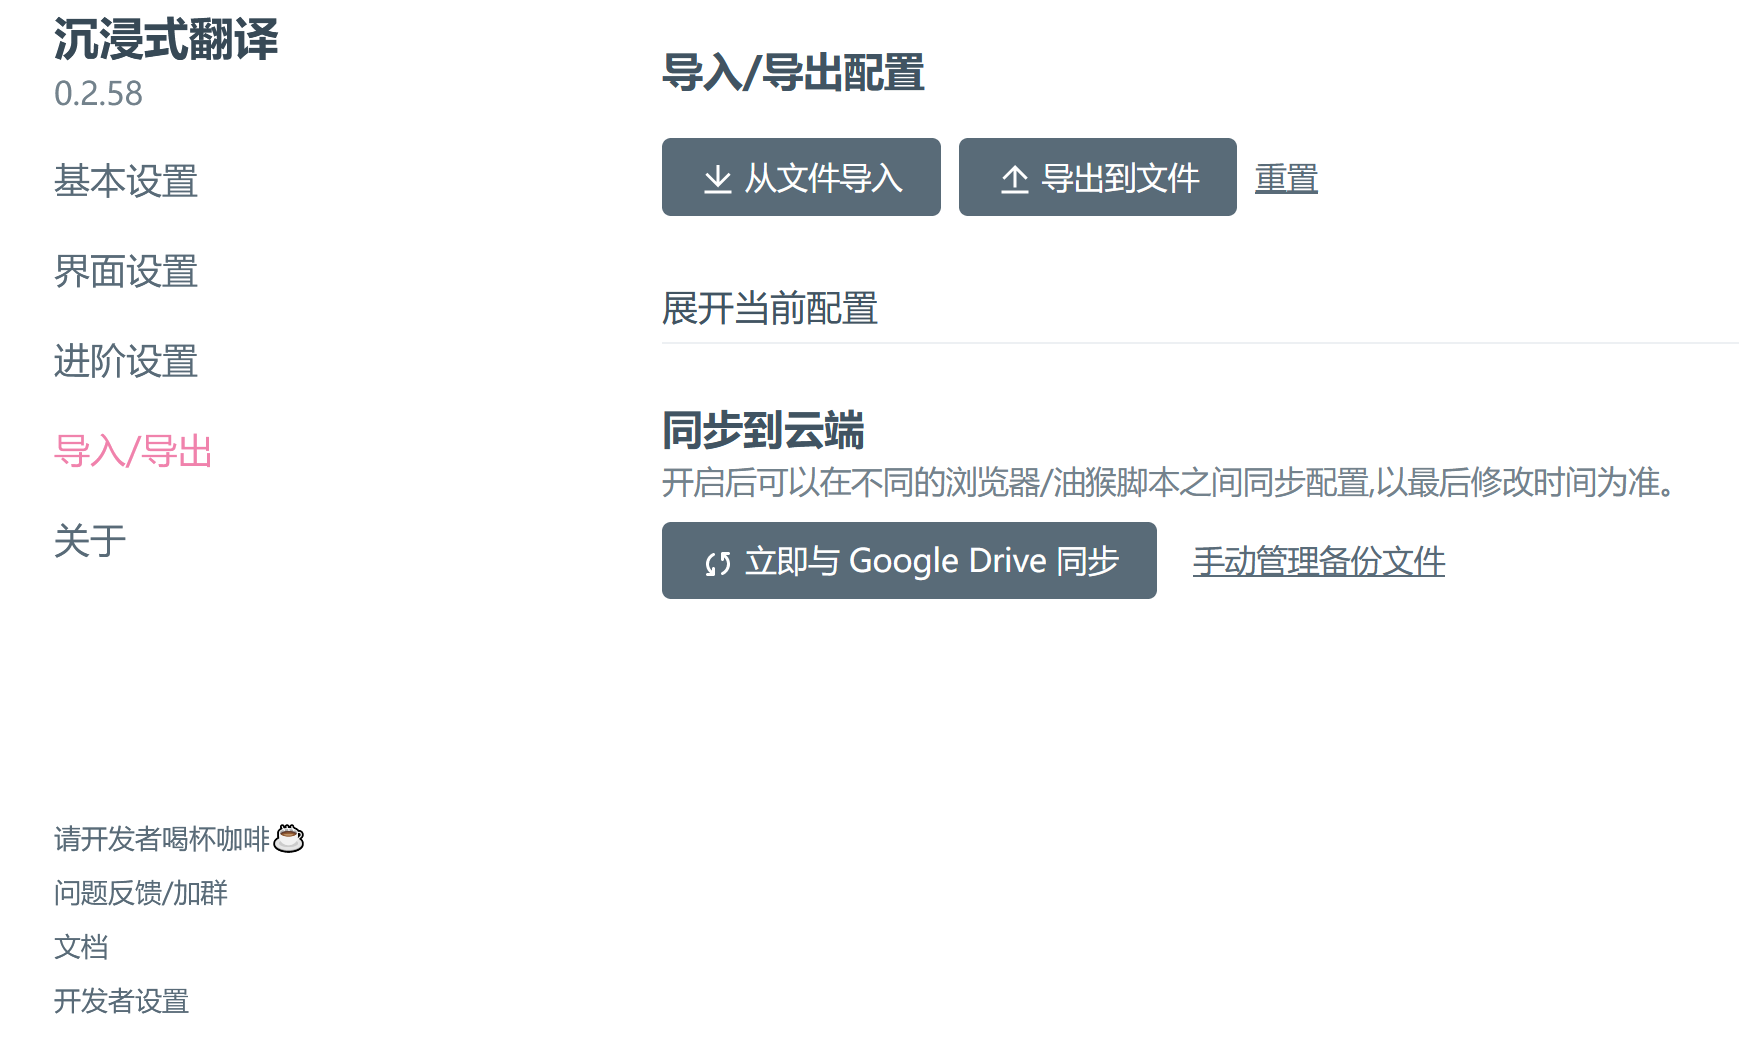 沉浸式翻译
0.2.58
基本设置
界面设置
进阶设置
导入/导出
关于
请开发者喝杯咖啡☕
问题反馈/加群
文档
开发者设置
导入/导出配置
从文件导入
导出到文件
重置
展开当前配置
同步到云端
开启后可以在不同的浏览器/油猴脚本之间同步配置,以最后修改时间为准。
立即与 Google Drive 同步
手动管理备份文件